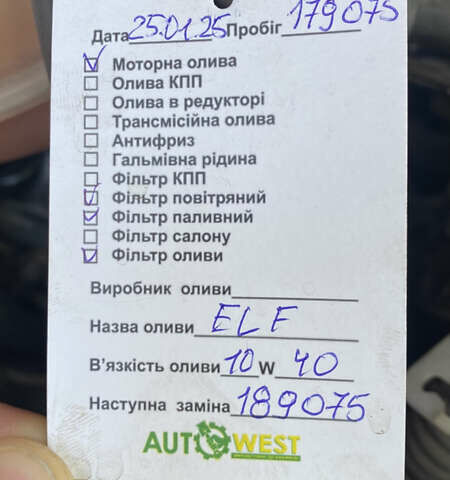 Дата 25.01.25 Пробіг 179075
Моторна олива
Олива КПП
Олива в редукторі
Трансмісійна олива
Антифриз
Гальмівна рідина
Фільтр КПП
Фільтр повітряний
Фільтр паливний
Фільтр салону
Фільтр оливи
Виробник оливи
Назва оливи ELF
В'язкість оливи 10 W 40
Наступна заміна 189075
AUTO WEST